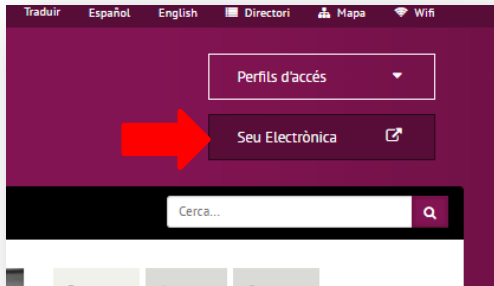 Traduir Español English Directori Mapa Wifi
Perfils d'accés
Seu Electrònica
Cerca...